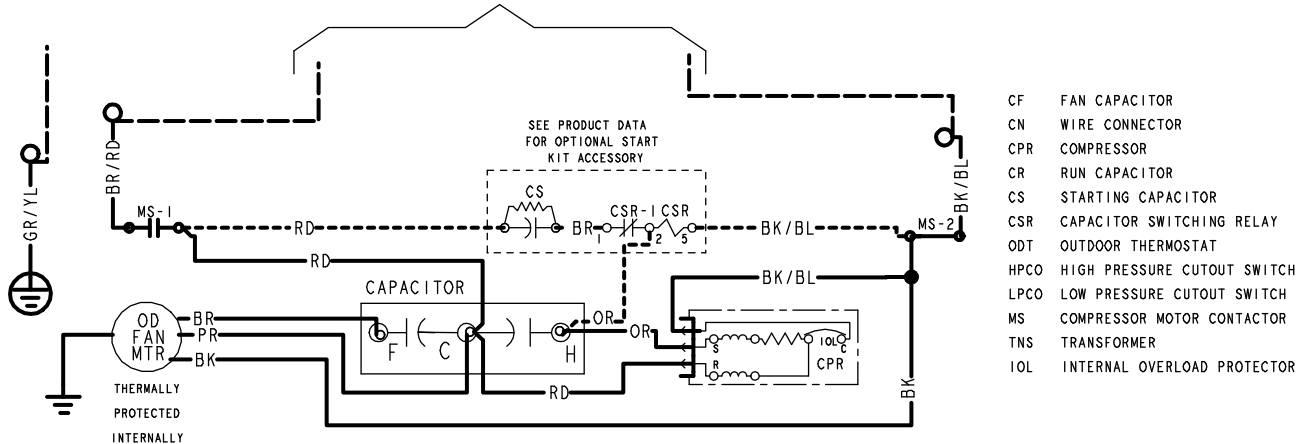 SEE PRODUCT DATA
FOR OPTIONAL START
KIT ACCESSORY
CF FAN CAPACITOR
CN WIRE CONNECTOR
CPR COMPRESSOR
CR RUN CAPACITOR
CS STARTING CAPACITOR
CSR CAPACITOR SWITCHING RELAY
ODT OUTDOOR THERMOSTAT
HPCO HIGH PRESSURE CUTOUT SWITCH
LPCO LOW PRESSURE CUTOUT SWITCH
MS COMPRESSOR MOTOR CONTACTOR
TNS TRANSFORMER
IOL INTERNAL OVERLOAD PROTECTOR
GR/YL
BR/RD
BK/BL
MS-1
RD
CS
BR
CSR-1 CSR
1 2 5
BK/BL
MS-2
RD
BK/BL
CAPACITOR
F C H
OR
OR
RD
S
R
IOL
C
CPR
OD
FAN
MTR
BR
PR
BK
BK
THERMALLY
PROTECTED
INTERNALLY